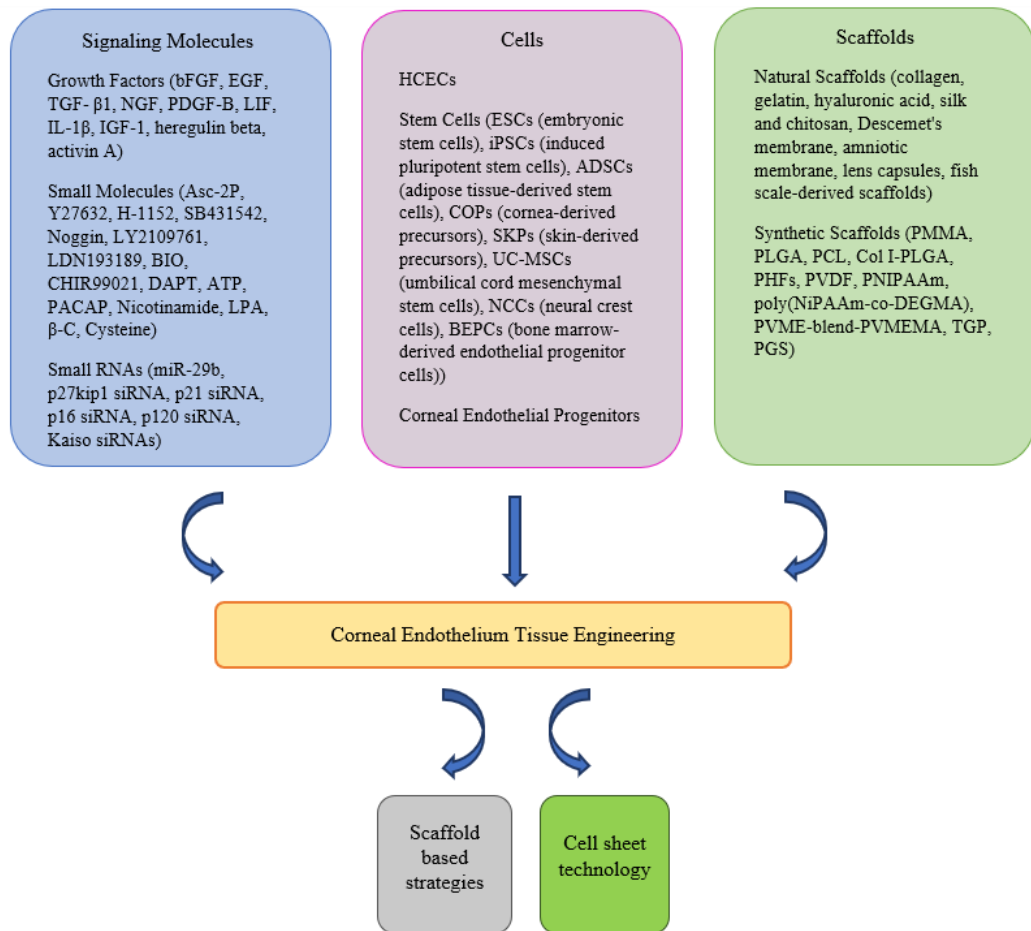 Signaling Molecules
Growth Factors (bFGF, EGF,
TGF- β1, NGF, PDGF-B, LIF,
IL-1β, IGF-1, heregulin beta,
activin A)
Small Molecules (Asc-2P,
Y27632, H-1152, SB431542,
Noggin, LY2109761,
LDN193189, BIO,
CHIR99021, DAPT, ATP,
PACAP, Nicotinamide, LPA,
β-C, Cysteine)
Small RNAs (miR-29b,
p27kip1 siRNA, p21 siRNA,
p16 siRNA, p120 siRNA,
Kaiso siRNAs)
Cells
HCECs
Stem Cells (ESCs (embryonic
stem cells), iPSCs (induced
pluripotent stem cells), ADSCs
(adipose tissue-derived stem
cells), COPs (cornea-derived
precursors), SKPs (skin-derived
precursors), UC-MSCs
(umbilical cord mesenchymal
stem cells), NCCs (neural crest
cells), BEPCs (bone marrow-
derived endothelial progenitor
cells))
Corneal Endothelial Progenitors
Scaffolds
Natural Scaffolds (collagen,
gelatin, hyaluronic acid, silk
and chitosan, Descemet's
membrane, amniotic
membrane, lens capsules, fish
scale-derived scaffolds)
Synthetic Scaffolds (PMMA,
PLGA, PCL, Col I-PLGA,
PHFs, PVDF, PNIPAAm,
poly(NiPAAm-co-DEGMA),
PVME-blend-PVMEMA, TGP,
PGS)
Corneal Endothelium Tissue Engineering
Scaffold
based
strategies
Cell sheet
technology